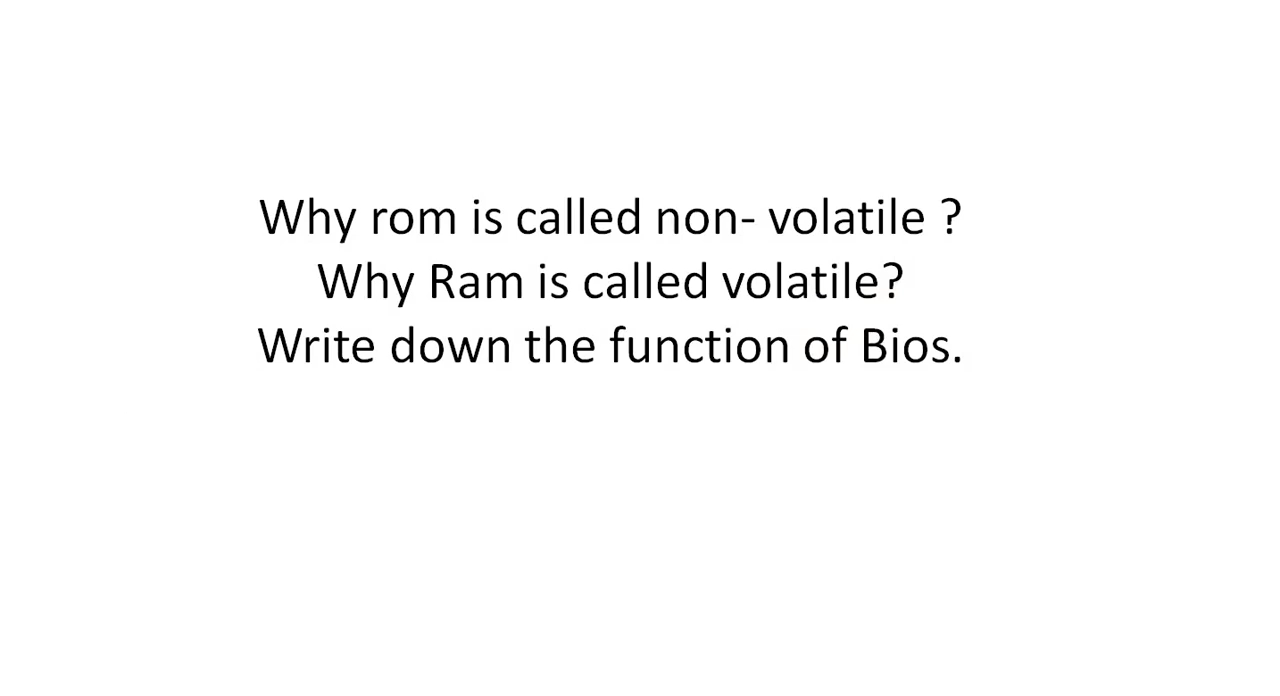 Why rom is called non- volatile ?
Why Ram is called volatile?
Write down the function of Bios.